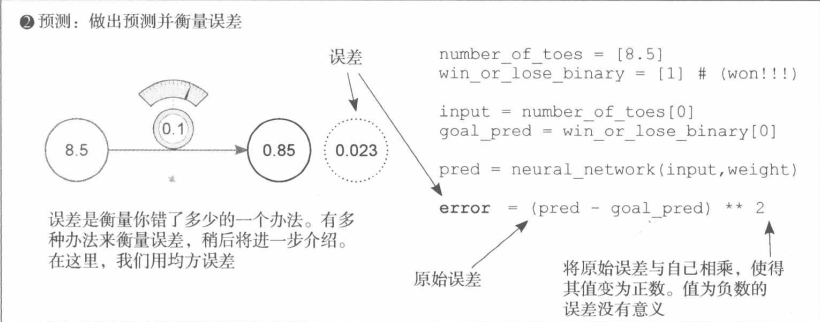 ❷ 预测：做出预测并衡量误差
误差
0.1
8.5
0.85
0.023
误差是衡量你错了多少的一个办法。有多
种办法来衡量误差，稍后将进一步介绍。
在这里，我们用均方误差
number_of_toes = [8.5]
win_or_lose_binary = [1] # (won!!!)
input = number_of_toes[0]
goal_pred = win_or_lose_binary[0]
pred = neural_network(input,weight)
error = (pred - goal_pred) ** 2
原始误差
将原始误差与自己相乘，使得
其值变为正数。值为负数的
误差没有意义